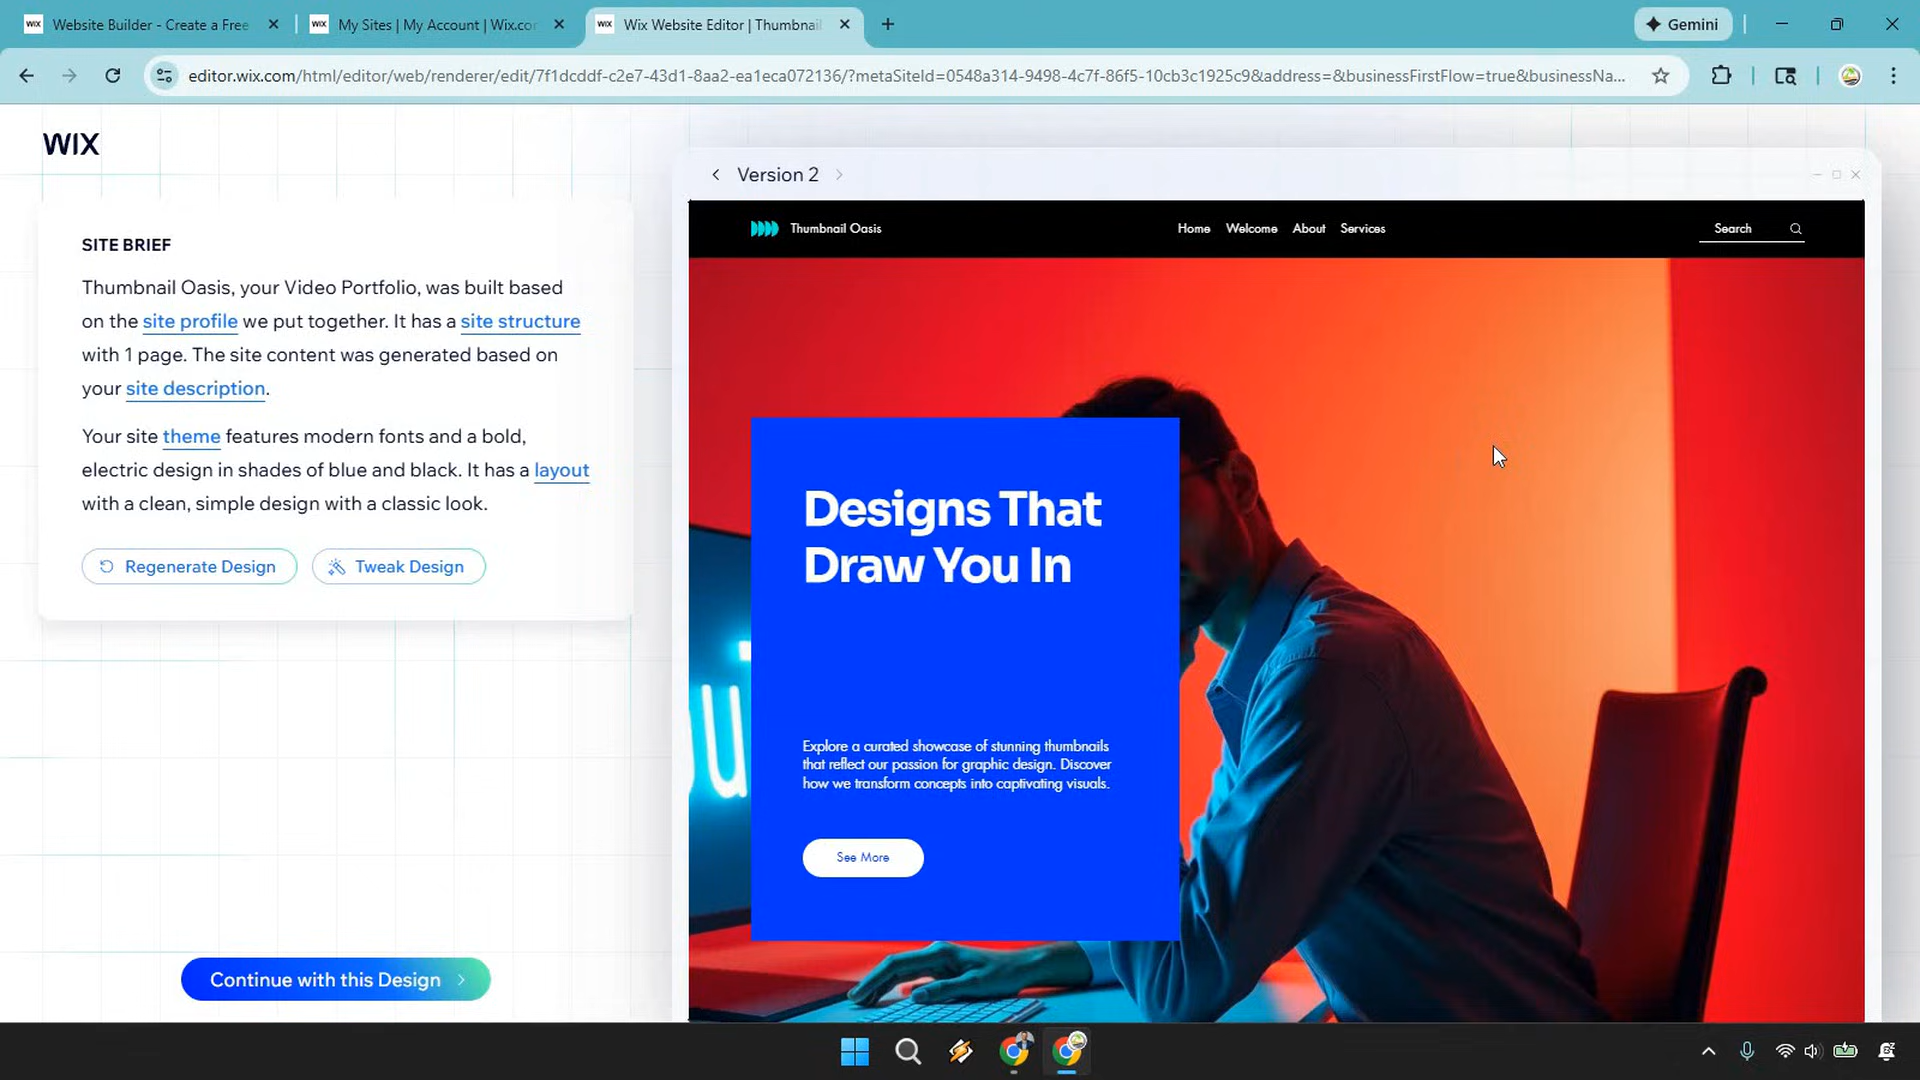 WIX Website Builder - Create a Free
WIX My Sites | My Account | Wix.co
WIX Wix Website Editor | Thumbnail
Gemini
editor.wix.com/html/editor/web/renderer/edit/7f1dcddf-c2e7-43d1-8aa2-ea1eca072136/?metaSiteId=0548a314-9498-4c7f-86f5-10cb3c1925c9&address=&businessFirstFlow=true&businessNa...
WIX
SITE BRIEF
Thumbnail Oasis, your Video Portfolio, was built based
on the site profile we put together. It has a site structure
with 1 page. The site content was generated based on
your site description.
Your site theme features modern fonts and a bold,
electric design in shades of blue and black. It has a layout
with a clean, simple design with a classic look.
Regenerate Design
Tweak Design
Continue with this Design
Version 2
Thumbnail Oasis
Home Welcome About Services
Search
Designs That
Draw You In
Explore a curated showcase of stunning thumbnails
that reflect our passion for graphic design. Discover
how we transform concepts into captivating visuals.
See More